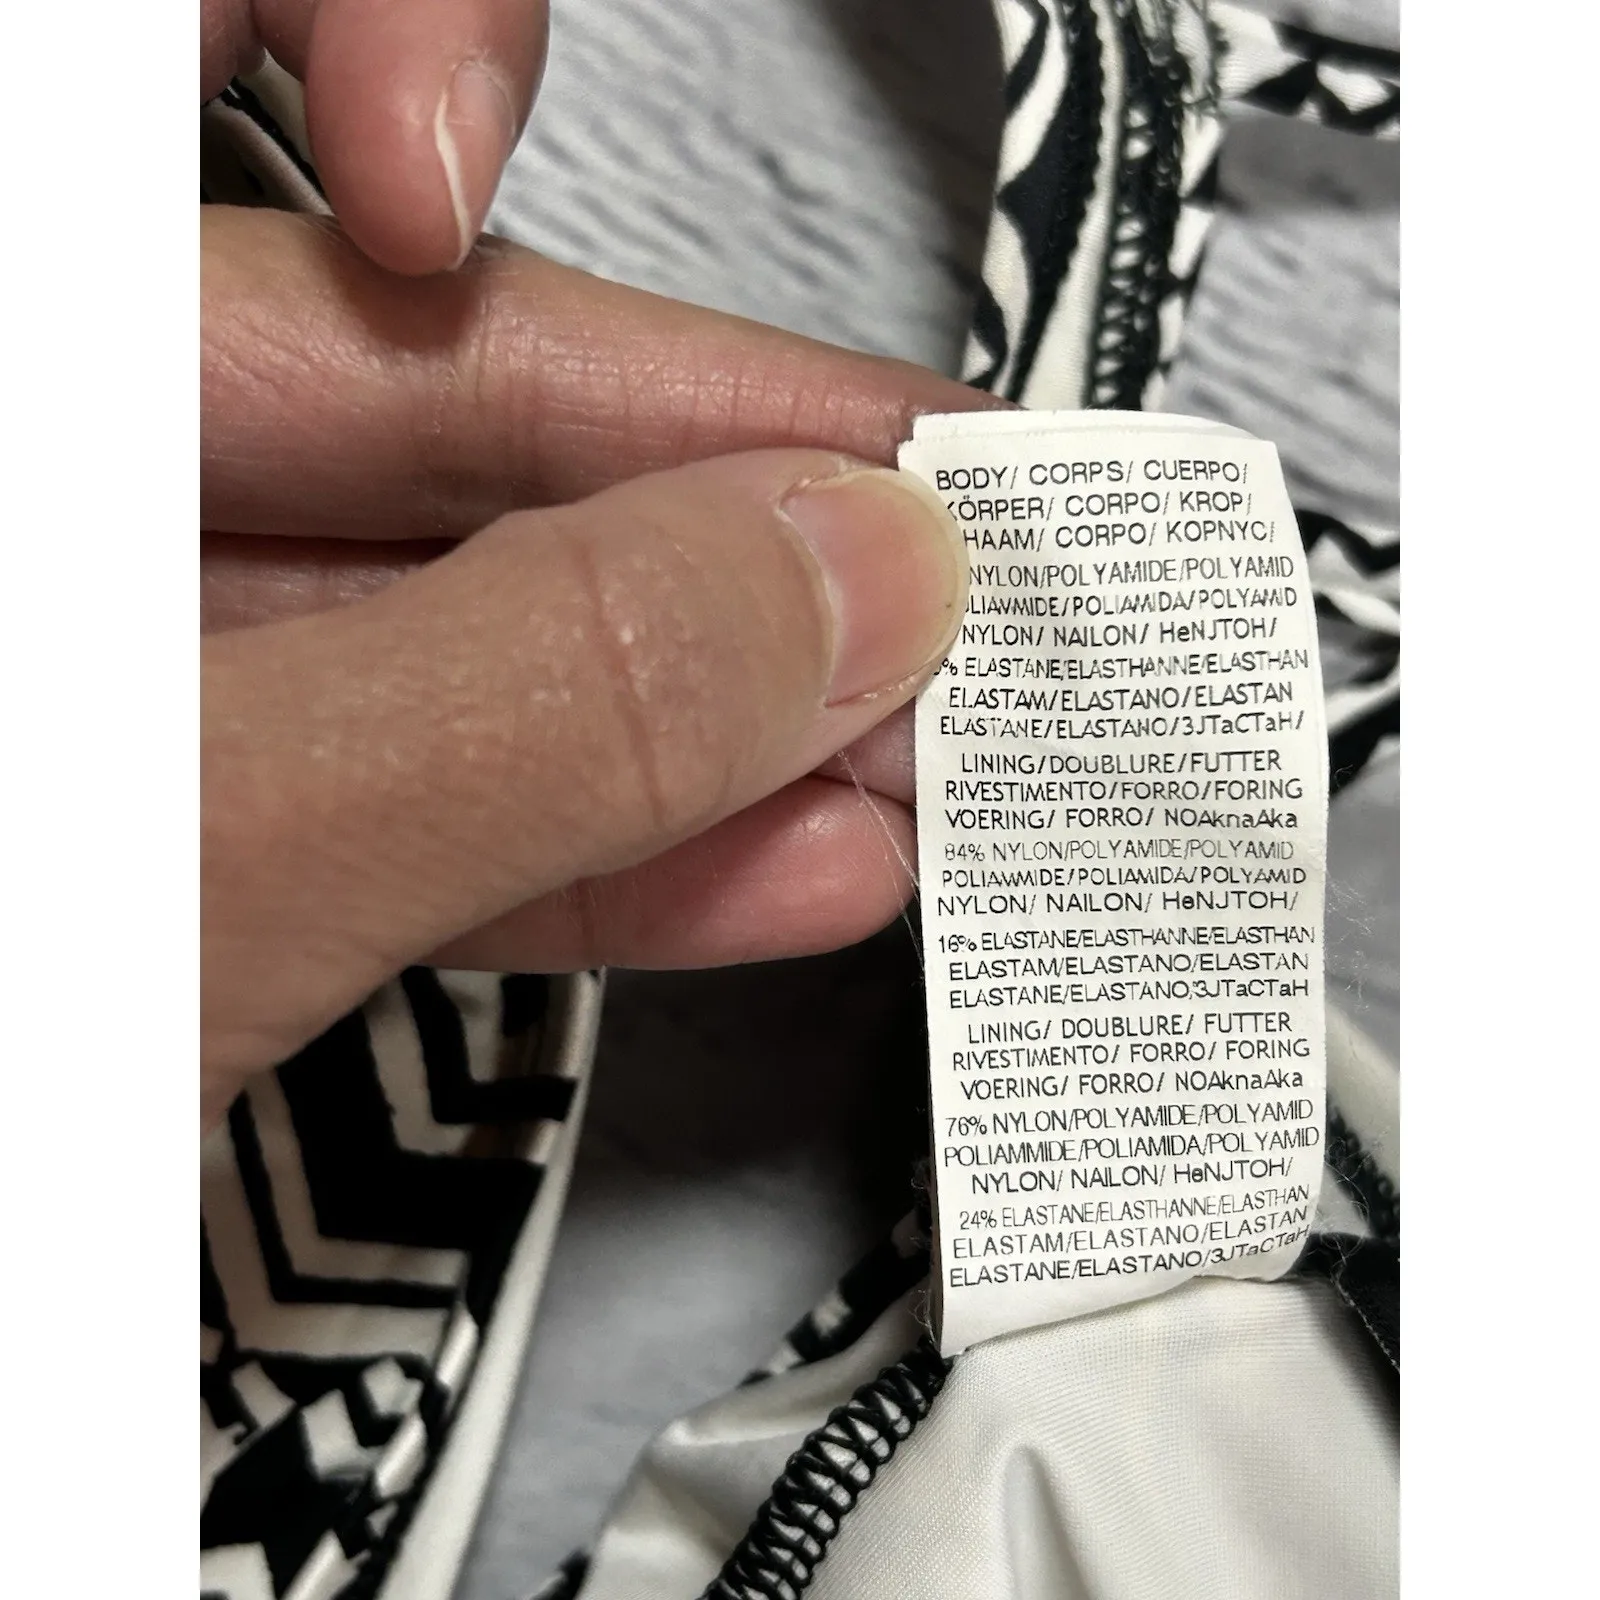 BODY/ CORPS/ CUERPO/
KÖRPER/ CORPO/ KROP/
HAAM/ CORPO/ KOPNYC/
NYLON/POLYAMIDE/POLYAMID
LIAVMIDE/POLIAMIDA/POLYAMID
NYLON/ NAILON/ HeNJTOH/
% ELASTANE/ELASTHANNE/ELASTHAN
ELASTAM/ELASTANO/ELASTAN
ELASTANE/ELASTANO/3JTaCTaH/
LINING/DOUBLURE/FUTTER
RIVESTIMENTO/FORRO/FORING
VOERING/ FORRO/ NOAknaAka
84% NYLON/POLYAMIDE/POLYAMID
POLIAMMIDE/POLIAMIDA/POLYAMID
NYLON/ NAILON/ HeNJTOH/
16% ELASTANE/ELASTHANNE/ELASTHAN
ELASTAM/ELASTANO/ELASTAN
ELASTANE/ELASTANO/3JTaCTaH
LINING/ DOUBLURE/ FUTTER
RIVESTIMENTO/ FORRO/ FORING
VOERING/ FORRO/ NOAknaAka
76% NYLON/POLYAMIDE/POLYAMID
POLIAMMIDE/POLIAMIDA/POLYAMID
NYLON/ NAILON/ HeNJTOH/
24% ELASTANE/ELASTHANNE/ELASTHAN
ELASTAM/ELASTANO/ELASTAN
ELASTANE/ELASTANO/3JTaCTaH